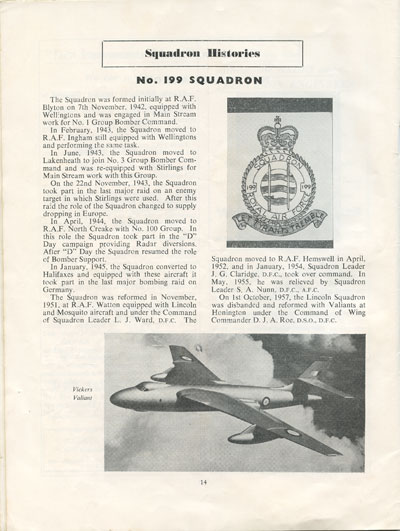 Squadron Histories
No. 199 SQUADRON
The Squadron was formed initially at R.A.F.
Blyton on 7th November, 1942, equipped with
Wellingtons and was engaged in Main Stream
work for No. 1 Group Bomber Command.
In February, 1943, the Squadron moved to
R.A.F. Ingham still equipped with Wellingtons
and performing the same task.
In June, 1943, the Squadron moved to
Lakenheath to join No. 3 Group Bomber Com-
mand and was re-equipped with Stirlings for
Main Stream work with this Group.
On the 22nd November, 1943, the Squadron
took part in the last major raid on an enemy
target in which Stirlings were used. After this
raid the role of the Squadron changed to supply
dropping in Europe.
In April, 1944, the Squadron moved to
R.A.F. North Creake with No. 100 Group. In
this role the Squadron took part in the "D"
Day campaign providing Radar diversions.
After "D" Day the Squadron resumed the role
of Bomber Support.
In January, 1945, the Squadron converted to
Halifaxes and equipped with these aircraft it
took part in the last major bombing raid on
Germany.
The Squadron was reformed in November,
1951, at R.A.F. Watton equipped with Lincoln
and Mosquito aircraft and under the Command
of Squadron Leader L. J. Ward, D.F.C. The
SQUADRON
199
199
ROYAL AIR FORCE
LET TYRANTS TREMBLE
Squadron moved to R.A.F. Hemswell in April,
1952, and in January, 1954, Squadron Leader
J. G. Claridge, D.F.C., took over command. In
May, 1955, he was relieved by Squadron
Leader S. A. Nunn, D.F.C., A.F.C.
On 1st October, 1957, the Lincoln Squadron
was disbanded and reformed with Valiants at
Honington under the Command of Wing
Commander D. J. A. Roe, D.S.O., D.F.C.
Vickers
Valiant
14